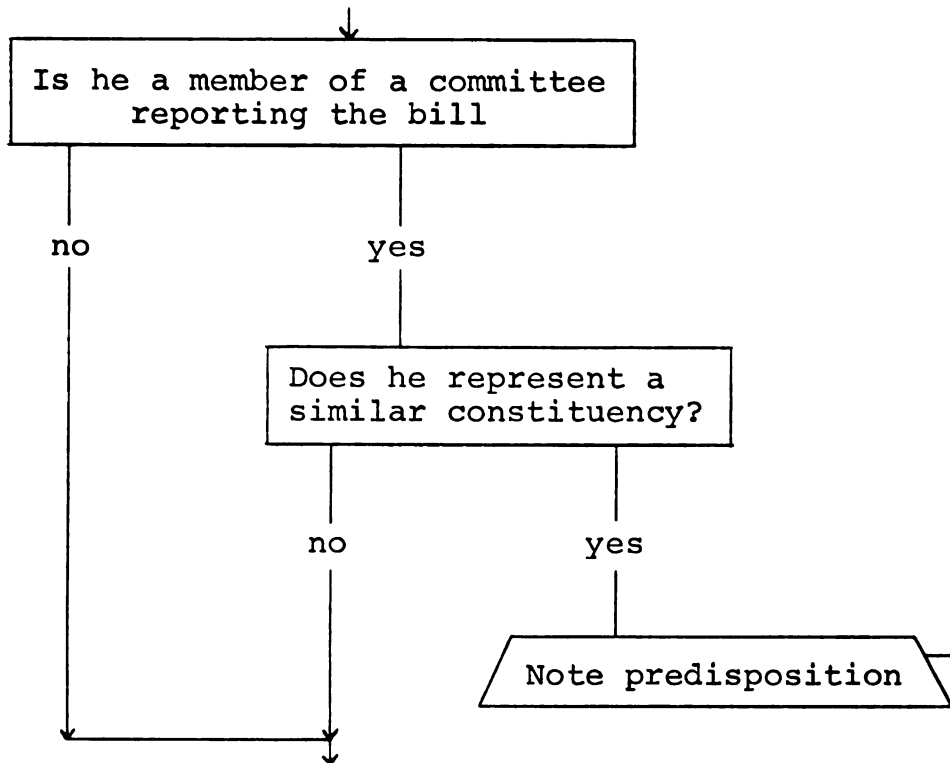 Is he a member of a committee
reporting the bill
no
yes
Does he represent a
similar constituency?
no
yes
Note predisposition